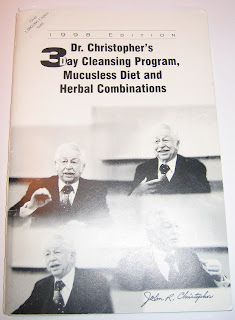 1998 EDITION
Dr. Christopher's
3 Day Cleansing Program,
Mucusless Diet and
Herbal Combinations
John R. Christopher